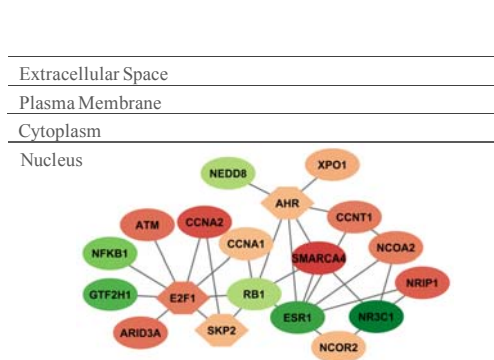 Extracellular Space
Plasma Membrane
Cytoplasm
Nucleus
XPO1
NEDD8
AHR
ATM
CCNA2
CCNT1
CCNA1
NCOA2
NFKB1
SMARCA4
NRIP1
GTF2H1
E2F1
RB1
ESR1
NR3C1
ARID3A
SKP2
NCOR2